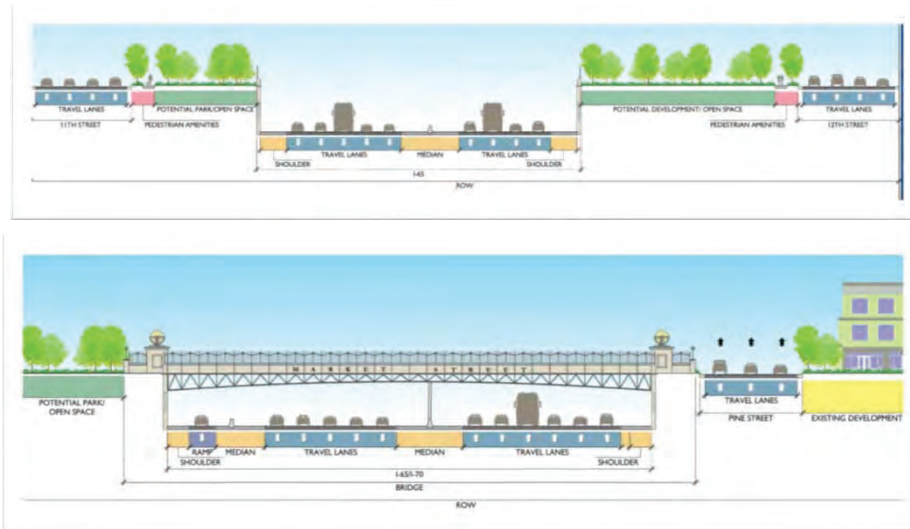 TRAVEL LANES
POTENTIAL PARK/OPEN SPACE
POTENTIAL DEVELOPMENT/ OPEN SPACE
TRAVEL LANES
11TH STREET
PEDESTRIAN AMENITIES
PEDESTRIAN AMENITIES
12TH STREET
TRAVEL LANES
MEDIAN
TRAVEL LANES
SHOULDER
SHOULDER
I-65
ROW
MARKET STREET
POTENTIAL PARK/
OPEN SPACE
TRAVEL LANES
PINE STREET
EXISTING DEVELOPMENT
RAMP
MEDIAN
TRAVEL LANES
MEDIAN
TRAVEL LANES
SHOULDER
SHOULDER
I-65/I-70
BRIDGE
ROW